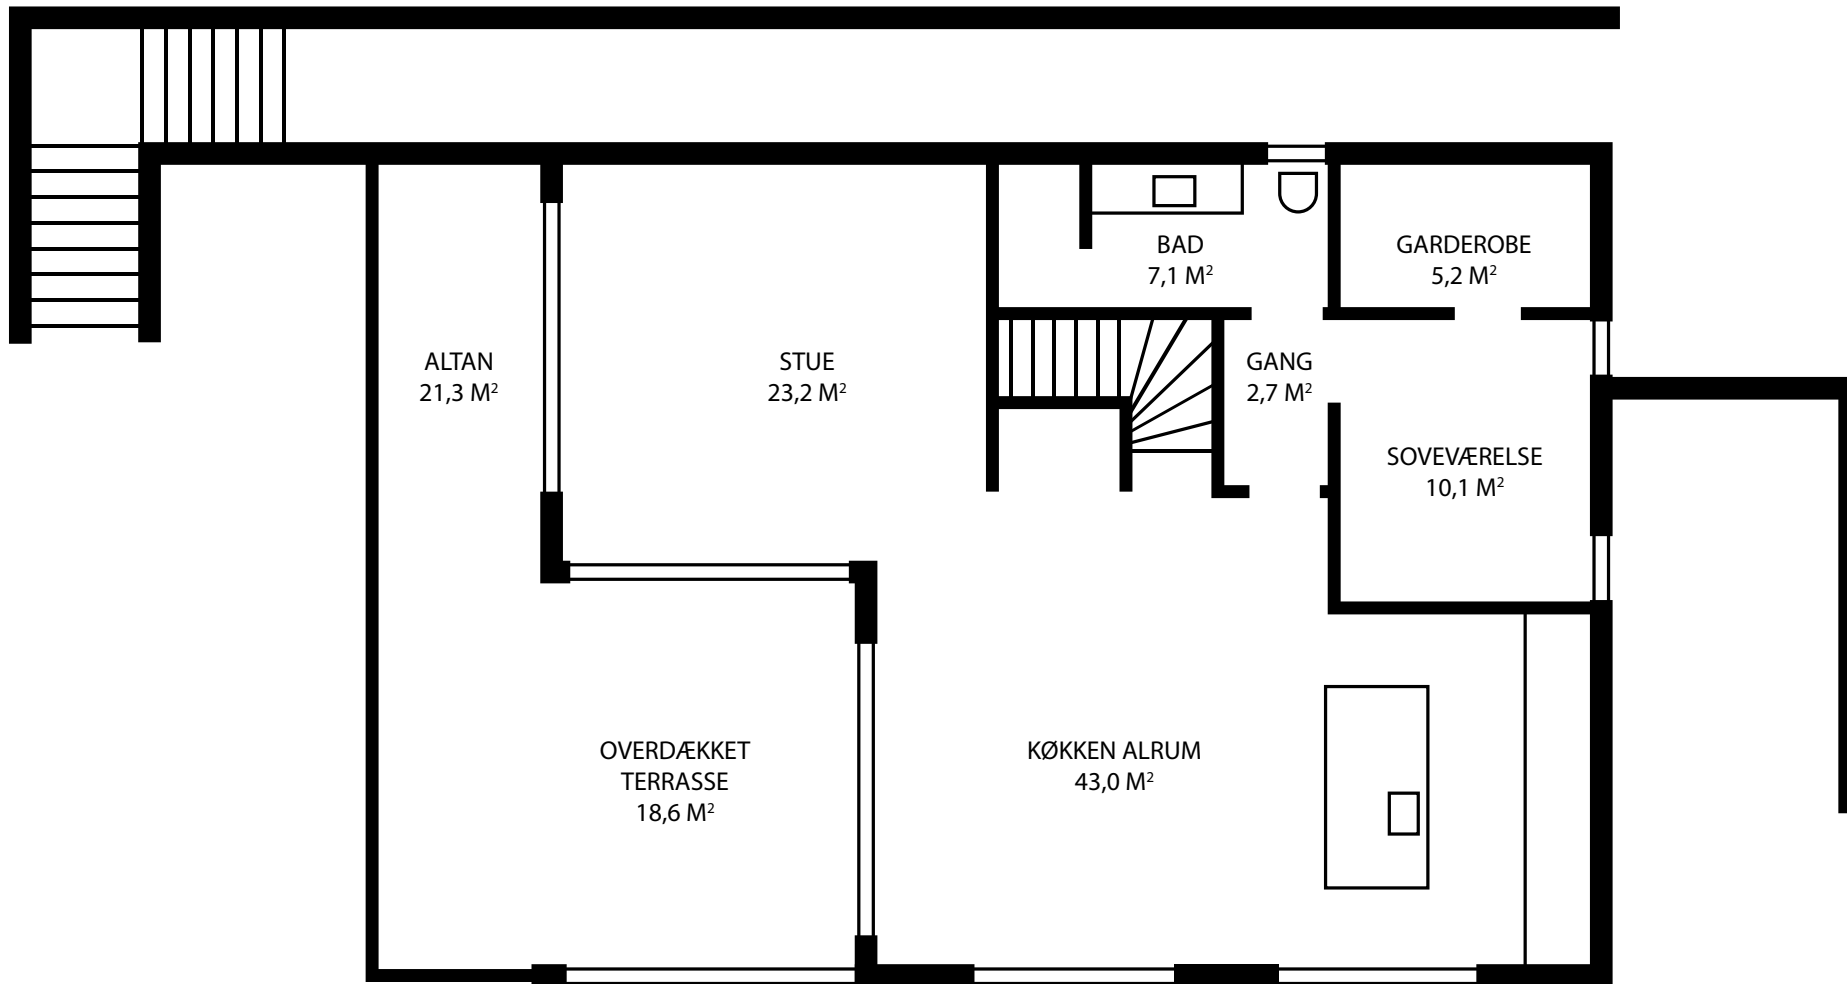 BAD
7,1 M²
GARDEROBE
5,2 M²
ALTAN
21,3 M²
STUE
23,2 M²
GANG
2,7 M²
SOVEVÆRELSE
10,1 M²
OVERDÆKKET
TERRASSE
18,6 M²
KØKKEN ALRUM
43,0 M²